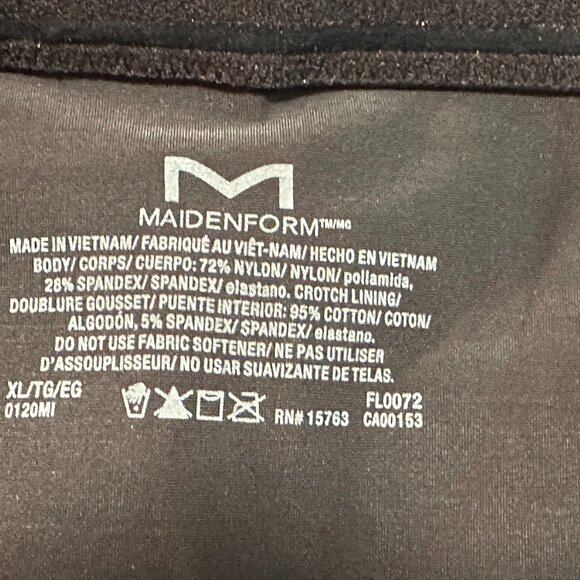 M
MAIDENFORM™/MC
MADE IN VIETNAM/ FABRIQUÉ AU VIÊT-NAM/ HECHO EN VIETNAM
BODY/ CORPS/ CUERPO: 72% NYLON/ NYLON/ poliamida,
28% SPANDEX/ SPANDEX/ elastano. CROTCH LINING/
DOUBLURE GOUSSET/ PUENTE INTERIOR: 95% COTTON/ COTON/
ALGODÓN, 5% SPANDEX/ SPANDEX/ elastano.
DO NOT USE FABRIC SOFTENER/ NE PAS UTILISER
D'ASSOUPLISSEUR/ NO USAR SUAVIZANTE DE TELAS.
XL/TG/EG
0120MI
RN# 15763
FL0072
CA00153